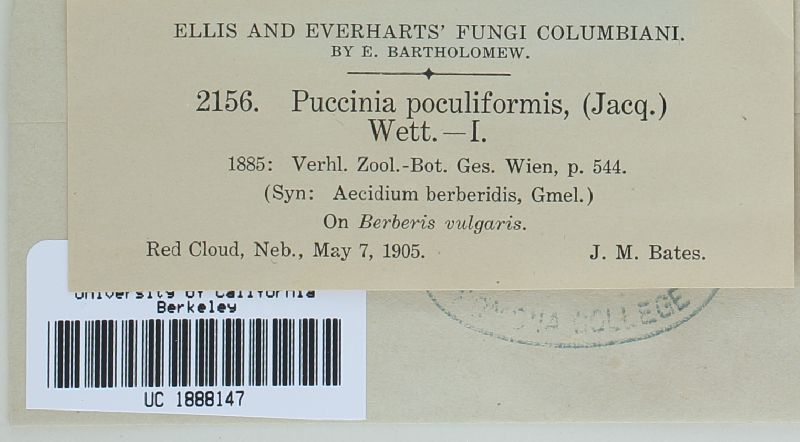 ELLIS AND EVERHARTS' FUNGI COLUMBIANI.
BY E. BARTHOLOMEW.
2156. Puccinia poculiformis, (Jacq.)
Wett.—I.
1885: Verhl. Zool.-Bot. Ges. Wien, p. 544.
(Syn: Aecidium berberidis, Gmel.)
On Berberis vulgaris.
Red Cloud, Neb., May 7, 1905. J. M. Bates.
University of California
Berkeley
UC 1888147
POMONA COLLEGE